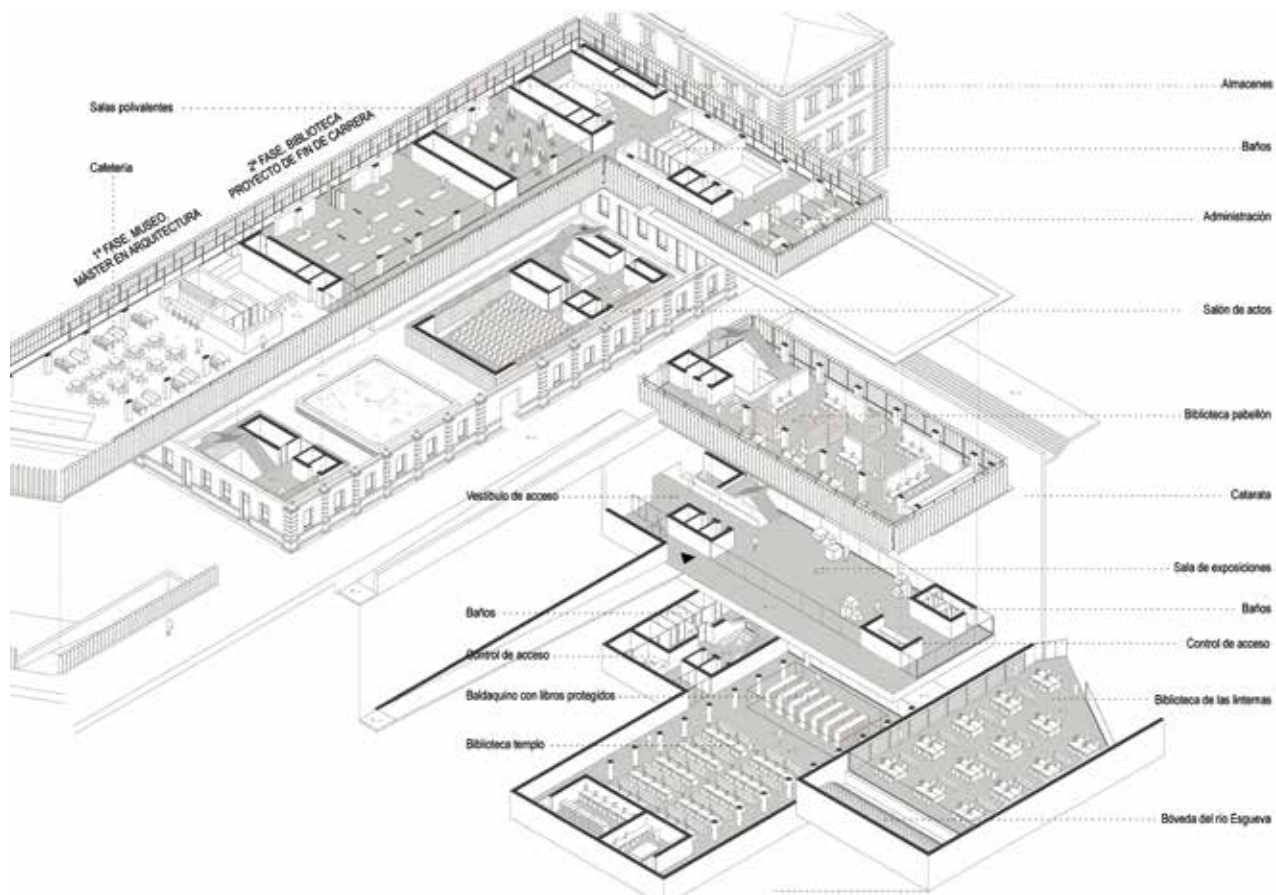 Salas polivalentes
Almacenes
2ª FASE. BIBLIOTECA
PROYECTO DE FIN DE CARRERA
Cafetería
Baños
1ª FASE. MUSEO.
MÁSTER EN ARQUITECTURA
Administración
Salón de actos
Biblioteca pabellón
Vestíbulo de acceso
Catarata
Sala de exposiciones
Baños
Baños
Control de acceso
Control de acceso
Baldaquino con libros protegidos
Biblioteca de las linternas
Biblioteca templo
Bóveda del río Esgueva